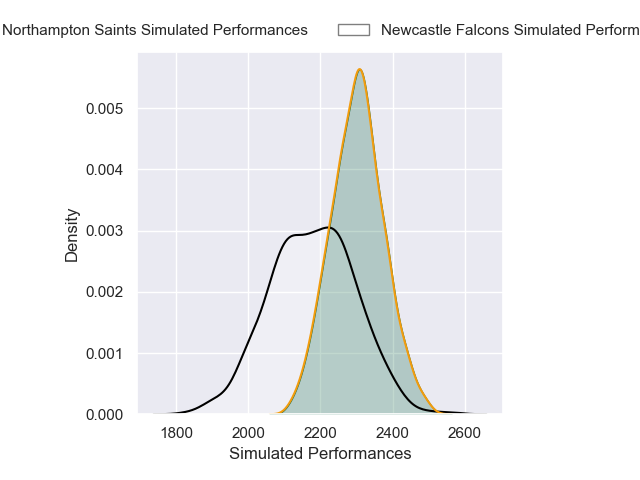 Northampton Saints Simulated Performances
Newcastle Falcons Simulated Perform
0.005
0.004
0.003
0.002
0.001
0.000
Density
1800
2000
2200
2400
2600
Simulated Performances